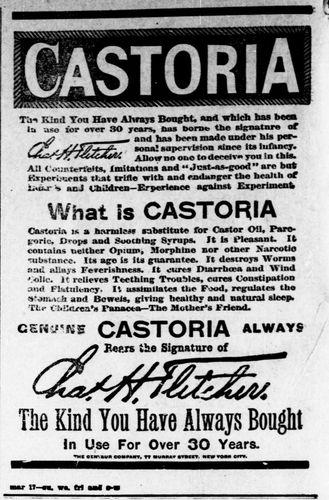 CASTORIA
The Kind You Have Always Bought, and which has been
in use for over 30 years, has borne the signature of
Chas. H. Fletcher. and has been made under his per-
sonal supervision since its infancy.
Allow no one to deceive you in this.
All Counterfeits, Imitations and "Just-as-good" are but
Experiments that trifle with and endanger the health of
Infants and Children—Experience against Experiment
What is CASTORIA
Castoria is a harmless substitute for Castor Oil, Pare-
goric, Drops and Soothing Syrups. It is Pleasant. It
contains neither Opium, Morphine nor other Narcotic
substance. Its age is its guarantee. It destroys Worms
and allays Feverishness. It cures Diarrhœa and Wind
Colic. It relieves Teething Troubles, cures Constipation
and Flatulency. It assimilates the Food, regulates the
Stomach and Bowels, giving healthy and natural sleep.
The Children's Panacea—The Mother's Friend.
GENUINE CASTORIA ALWAYS
Bears the Signature of
Chas. H. Fletcher.
The Kind You Have Always Bought
In Use For Over 30 Years.
THE CENTAUR COMPANY, 77 MURRAY STREET, NEW YORK CITY.
mar 17—su. we. fri and